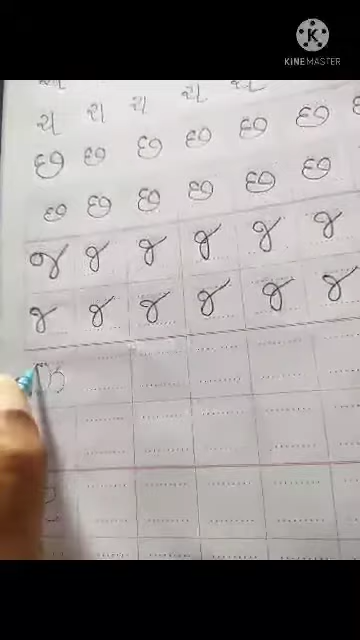 KINEMASTER
ચ ચ ચ ચ ચ
ચ ચ ચ ચ ચ
છ છ છ છ છ છ
છ છ છ છ છ છ
જ જ જ જ જ જ
જ જ જ જ જ જ